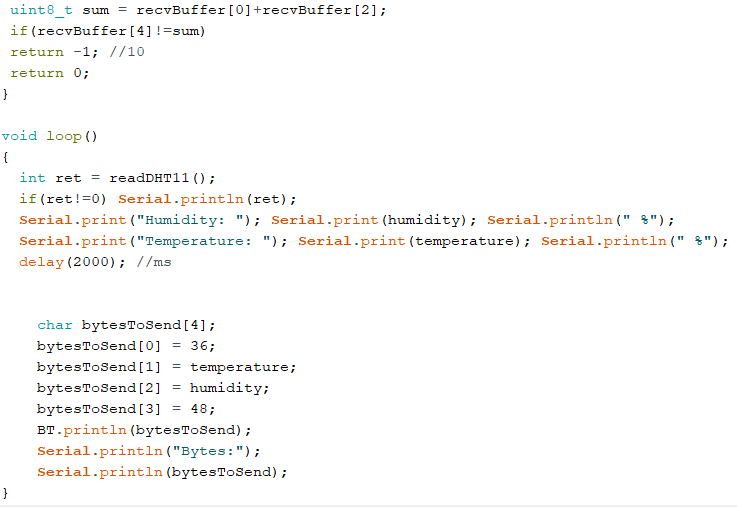 uint8_t sum = recvBuffer[0]+recvBuffer[2];
if(recvBuffer[4]!=sum)
return -1; //10
return 0;
}
void loop()
{
int ret = readDHT11();
if(ret!=0) Serial.println(ret);
Serial.print("Humidity: "); Serial.print(humidity); Serial.println(" %");
Serial.print("Temperature: "); Serial.print(temperature); Serial.println(" %");
delay(2000); //ms
char bytesToSend[4];
bytesToSend[0] = 36;
bytesToSend[1] = temperature;
bytesToSend[2] = humidity;
bytesToSend[3] = 48;
BT.println(bytesToSend);
Serial.println("Bytes:");
Serial.println(bytesToSend);
}